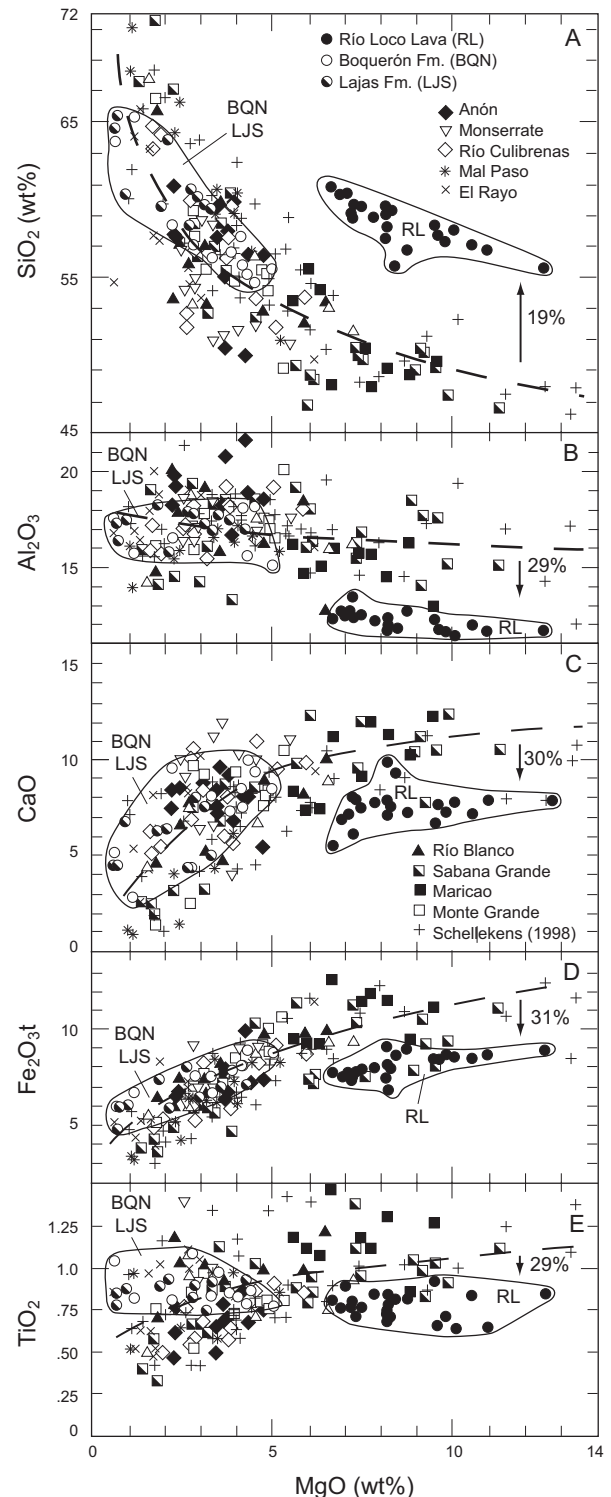 72
65
55
45
SiO2 (wt%)
A
Río Loco Lava (RL)
Boquerón Fm. (BQN)
Lajas Fm. (LJS)
BQN
LJS
Anón
Monserrate
Río Culibrenas
Mal Paso
El Rayo
RL
19%
20
15
Al2O3
B
BQN
LJS
29%
RL
15
10
5
0
CaO
C
BQN
LJS
30%
RL
Río Blanco
Sabana Grande
Maricao
Monte Grande
Schellekens (1998)
10
5
Fe2O3t
D
BQN
LJS
31%
RL
1.25
1.0
.75
.50
.25
0
TiO2
E
BQN
LJS
29%
RL
0
5
10
14
MgO (wt%)